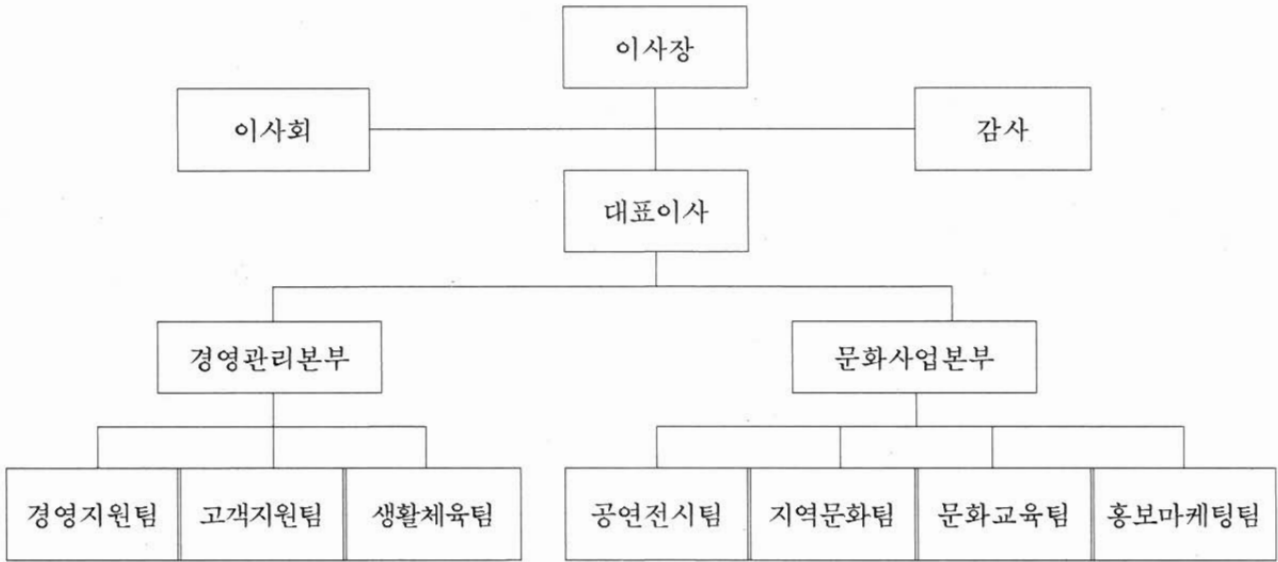 이사장
이사회
감사
대표이사
경영관리본부
문화사업본부
경영지원팀
고객지원팀
생활체육팀
공연전시팀
지역문화팀
문화교육팀
홍보마케팅팀